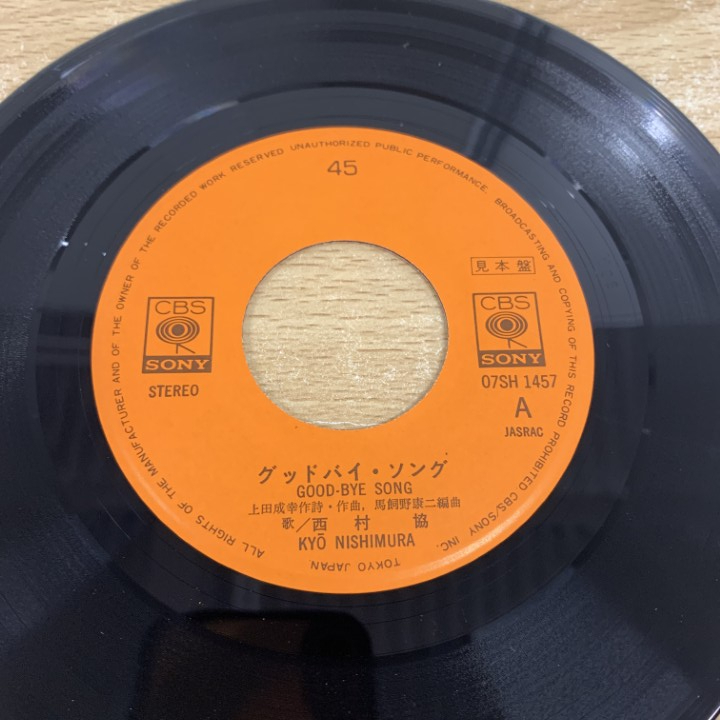 ALL RIGHTS OF THE MANUFACTURER AND OF THE OWNER OF THE RECORDED WORK RESERVED UNAUTHORIZED PUBLIC PERFORMANCE. BROADCASTING AND COPYING OF THIS RECORD PROHIBITED CBS/SONY INC. TOKYO JAPAN
45
見本盤
CBS
SONY
STEREO
CBS
SONY
07SH 1457
A
JASRAC
グッドバイ・ソング
GOOD-BYE SONG
上田成幸作詩・作曲, 馬飼野康二編曲
歌/西村 協
KYŌ NISHIMURA